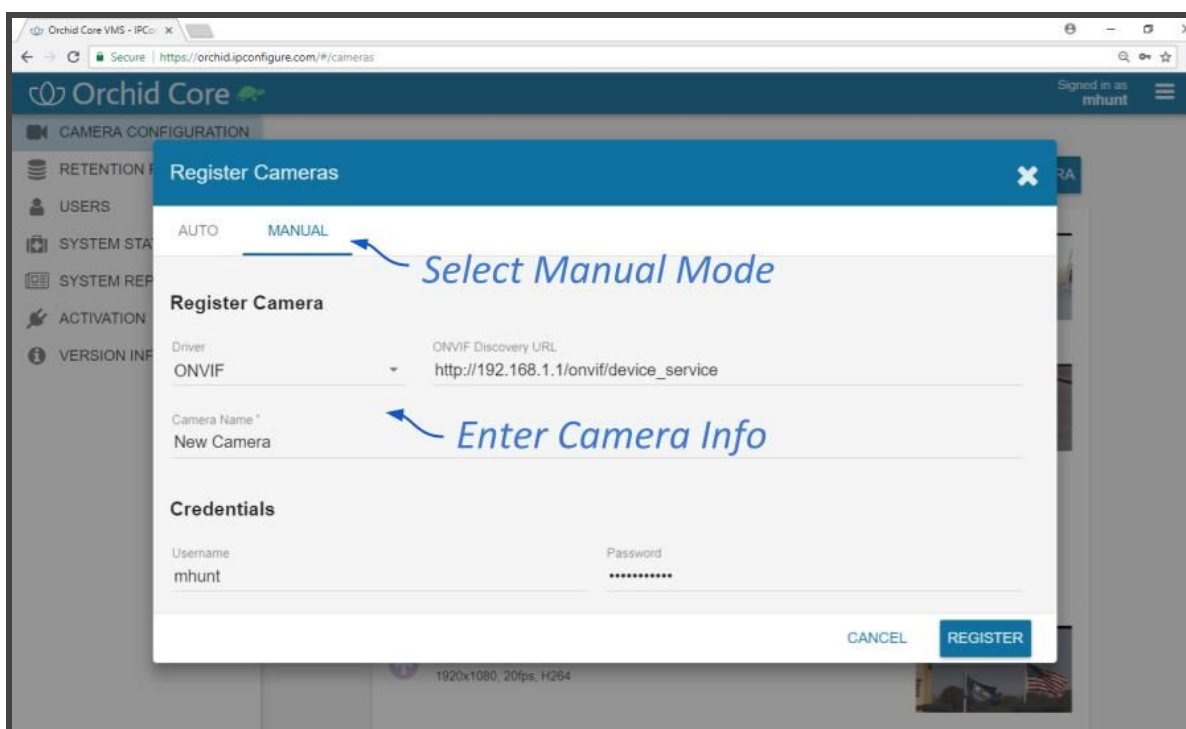 Orchid Core VMS - IPCo
Secure | https://orchid.ipconfigure.com/#/cameras
Orchid Core
Signed in as
mhunt
CAMERA CONFIGURATION
RETENTION
USERS
SYSTEM STA
SYSTEM REP
ACTIVATION
VERSION INF
RA
Register Cameras
AUTO MANUAL
Select Manual Mode
Register Camera
Driver ONVIF Discovery URL
ONVIF http://192.168.1.1/onvif/device_service
Camera Name *
New Camera
Enter Camera Info
Credentials
Username Password
mhunt •••••••••••
CANCEL REGISTER
1920x1080, 20fps, H264